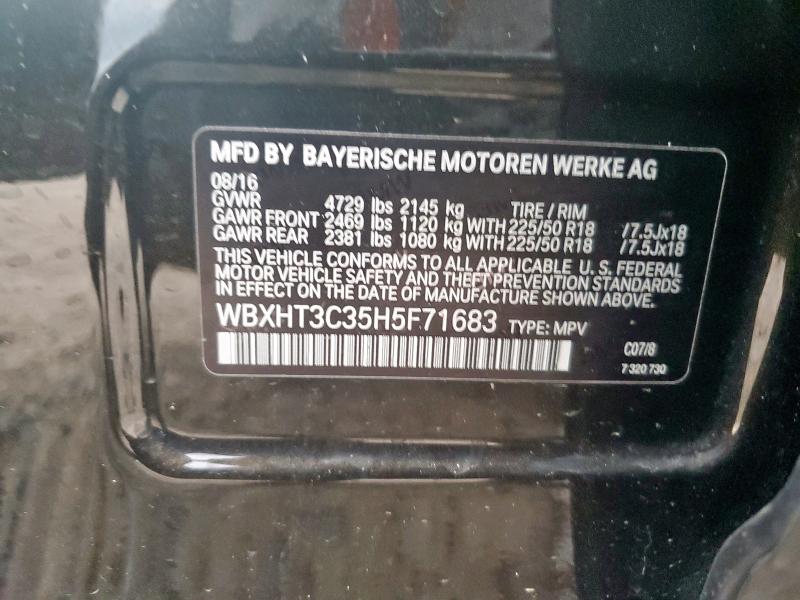 MFD BY BAYERISCHE MOTOREN WERKE AG
08/16
GVWR 4729 lbs 2145 kg TIRE / RIM
GAWR FRONT 2469 lbs 1120 kg WITH 225/50 R18 /7.5Jx18
GAWR REAR 2381 lbs 1080 kg WITH 225/50 R18 /7.5Jx18
THIS VEHICLE CONFORMS TO ALL APPLICABLE U.S. FEDERAL
MOTOR VEHICLE SAFETY AND THEFT PREVENTION STANDARDS
IN EFFECT ON THE DATE OF MANUFACTURE SHOWN ABOVE.
WBXHT3C35H5F71683 TYPE: MPV
C07/8
7 320 730